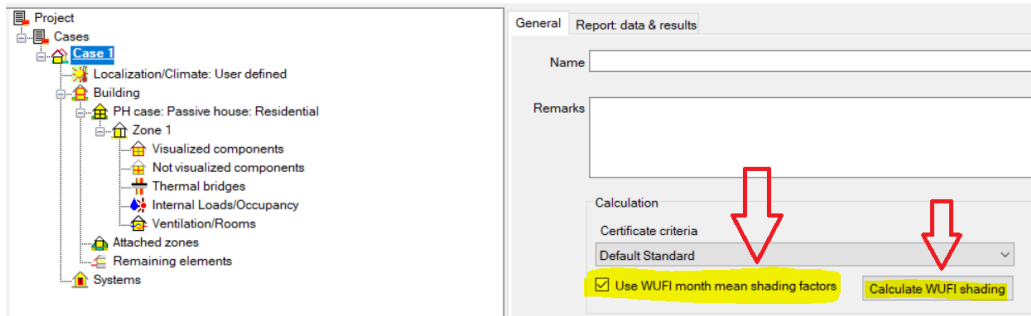 Project
Cases
Case 1
Localization/Climate: User defined
Building
PH case: Passive house: Residential
Zone 1
Visualized components
Not visualized components
Thermal bridges
Internal Loads/Occupancy
Ventilation/Rooms
Attached zones
Remaining elements
Systems
General
Report: data & results
Name
Remarks
Calculation
Certificate criteria
Default Standard
Use WUFI month mean shading factors
Calculate WUFI shading